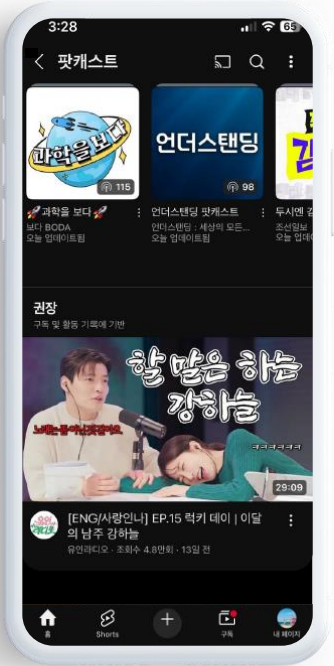 3:28
65
팟캐스트
과학을 보다
115
언더스탠딩
98
🚀과학을 보다🚀
보다 BODA
오늘 업데이트됨
언더스탠딩 팟캐스트
언더스탠딩 : 세상의 모든...
오늘 업데이트됨
두시엔 김
조선일보
오늘 업데이
권장
구독 및 활동 기록에 기반
할 말은 하는
강하늘
ㅋㅋㅋㅋㅋㅋ
29:09
[ENG/사랑인나] EP.15 럭키 데이 | 이달
의 남주 강하늘
유인라디오 · 조회수 4.8만회 · 13일 전
홈
Shorts
구독
내 페이지